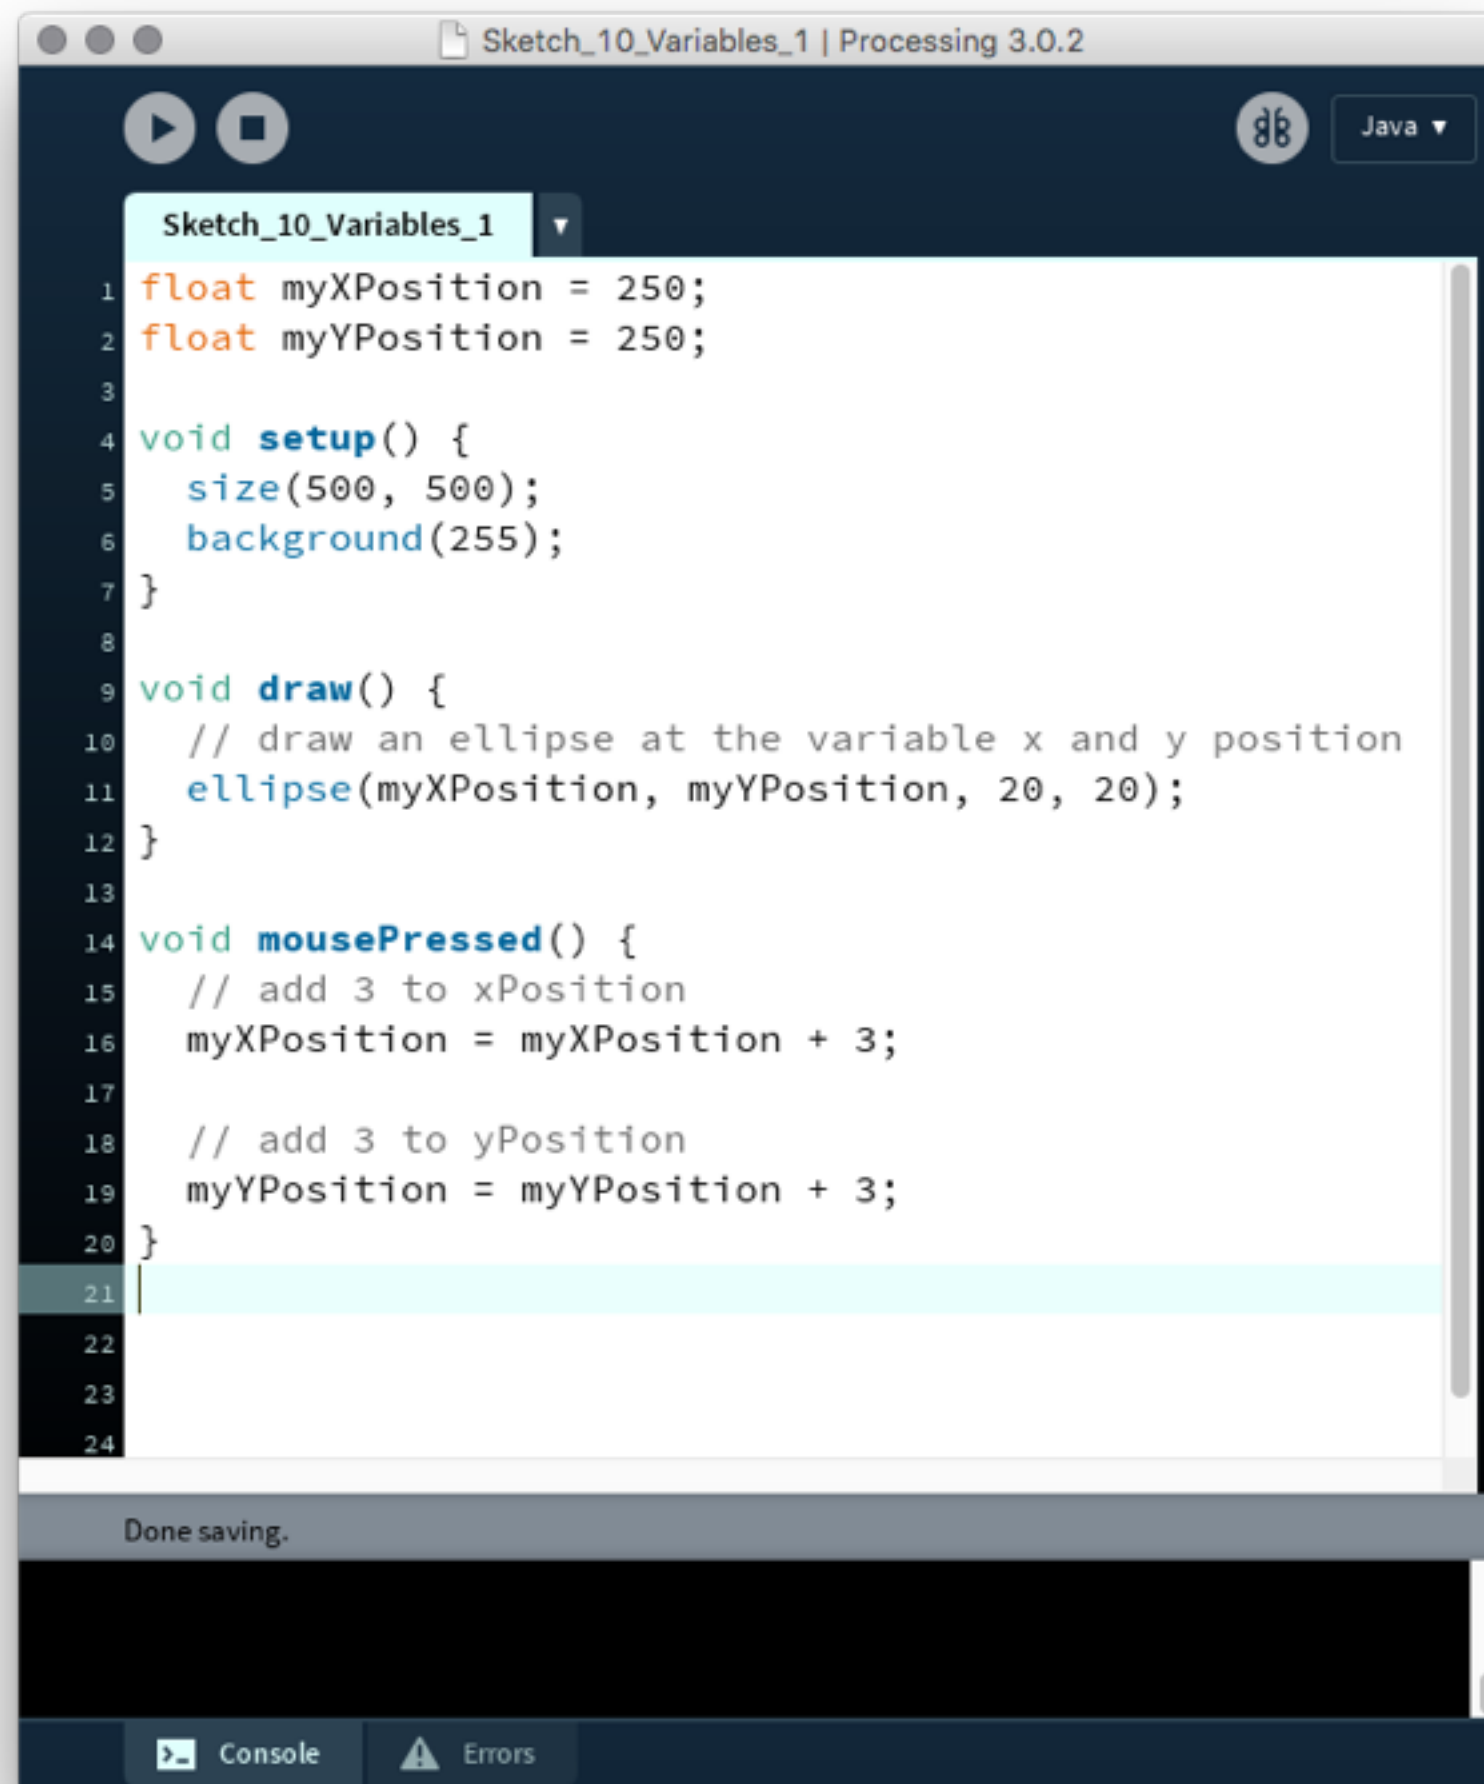 Sketch_10_Variables_1 | Processing 3.0.2
Java ▼
Sketch_10_Variables_1 ▼
1 float myXPosition = 250;
2 float myYPosition = 250;
3
4 void setup() {
5   size(500, 500);
6   background(255);
7 }
8
9 void draw() {
10   // draw an ellipse at the variable x and y position
11   ellipse(myXPosition, myYPosition, 20, 20);
12 }
13
14 void mousePressed() {
15   // add 3 to xPosition
16   myXPosition = myXPosition + 3;
17
18   // add 3 to yPosition
19   myYPosition = myYPosition + 3;
20 }
21
22
23
24
Done saving.
Console Errors